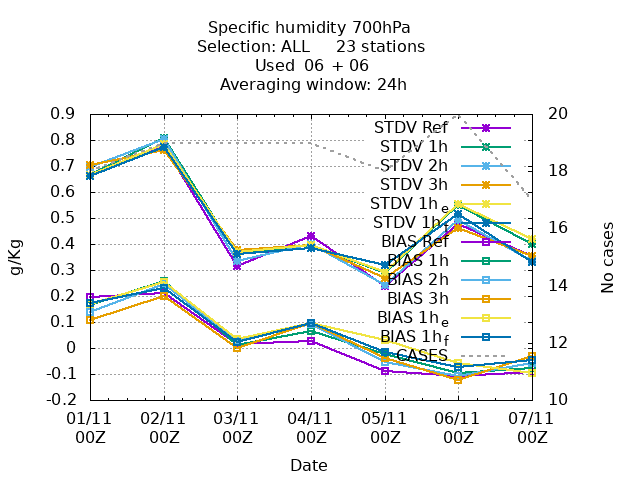 Specific humidity 700hPa
Selection: ALL 23 stations
Used 06 + 06
Averaging window: 24h
0.9
0.8
0.7
0.6
0.5
0.4
0.3
0.2
0.1
0
-0.1
-0.2
g/Kg
20
18
16
14
12
10
No cases
STDV Ref
STDV 1h
STDV 2h
STDV 3h
STDV 1h e
STDV 1h f
BIAS Ref
BIAS 1h
BIAS 2h
BIAS 3h
BIAS 1h e
BIAS 1h f
CASES
01/11 02/11 03/11 04/11 05/11 06/11 07/11
00Z 00Z 00Z 00Z 00Z 00Z 00Z
Date